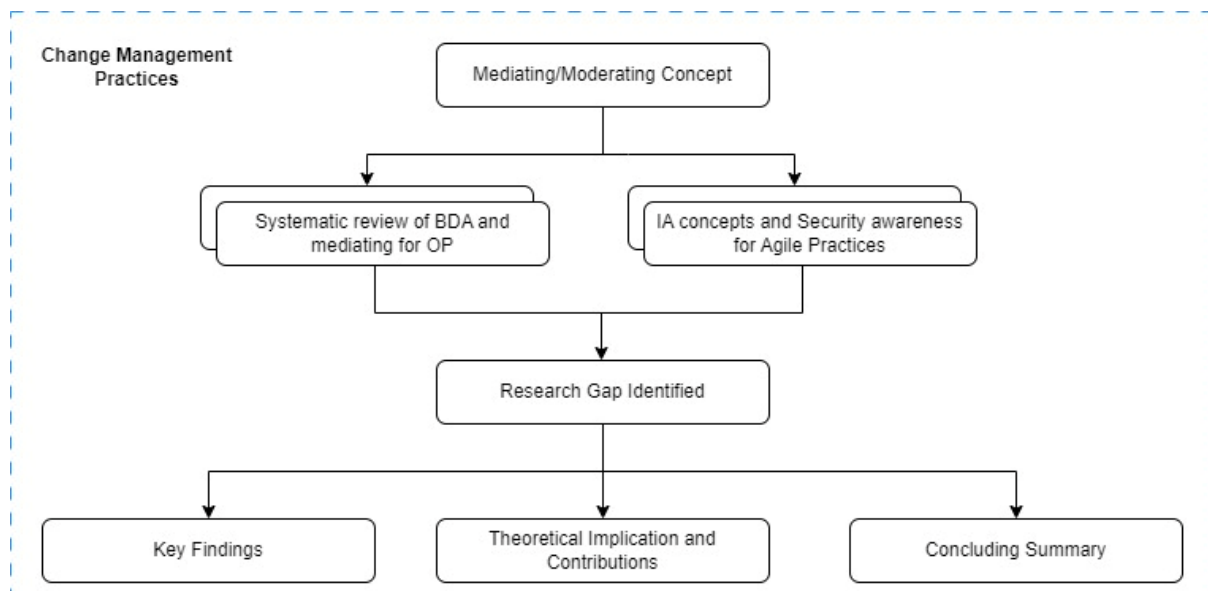 Change Management
Practices
Mediating/Moderating Concept
Systematic review of BDA and
mediating for OP
IA concepts and Security awareness
for Agile Practices
Research Gap Identified
Key Findings
Theoretical Implication and
Contributions
Concluding Summary